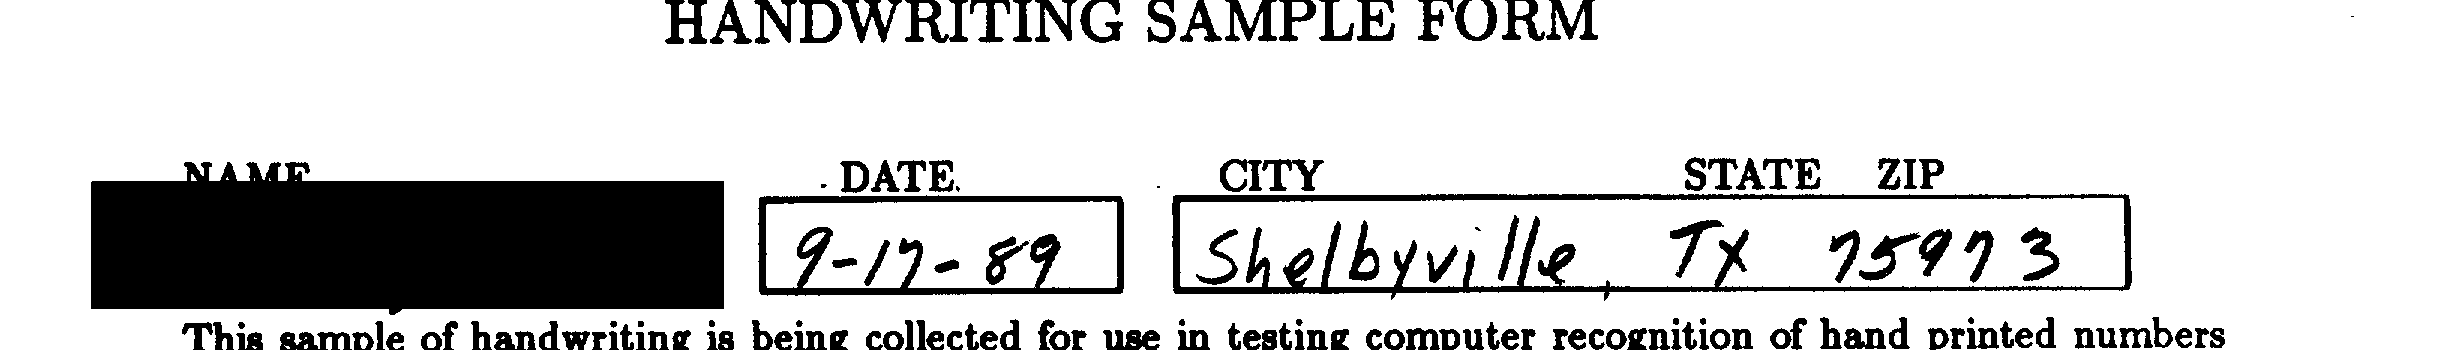 HANDWRITING SAMPLE FORM
NAME DATE CITY STATE ZIP
9-17-89 Shelbyville, TX 75973
This sample of handwriting is being collected for use in testing computer recognition of hand printed numbers